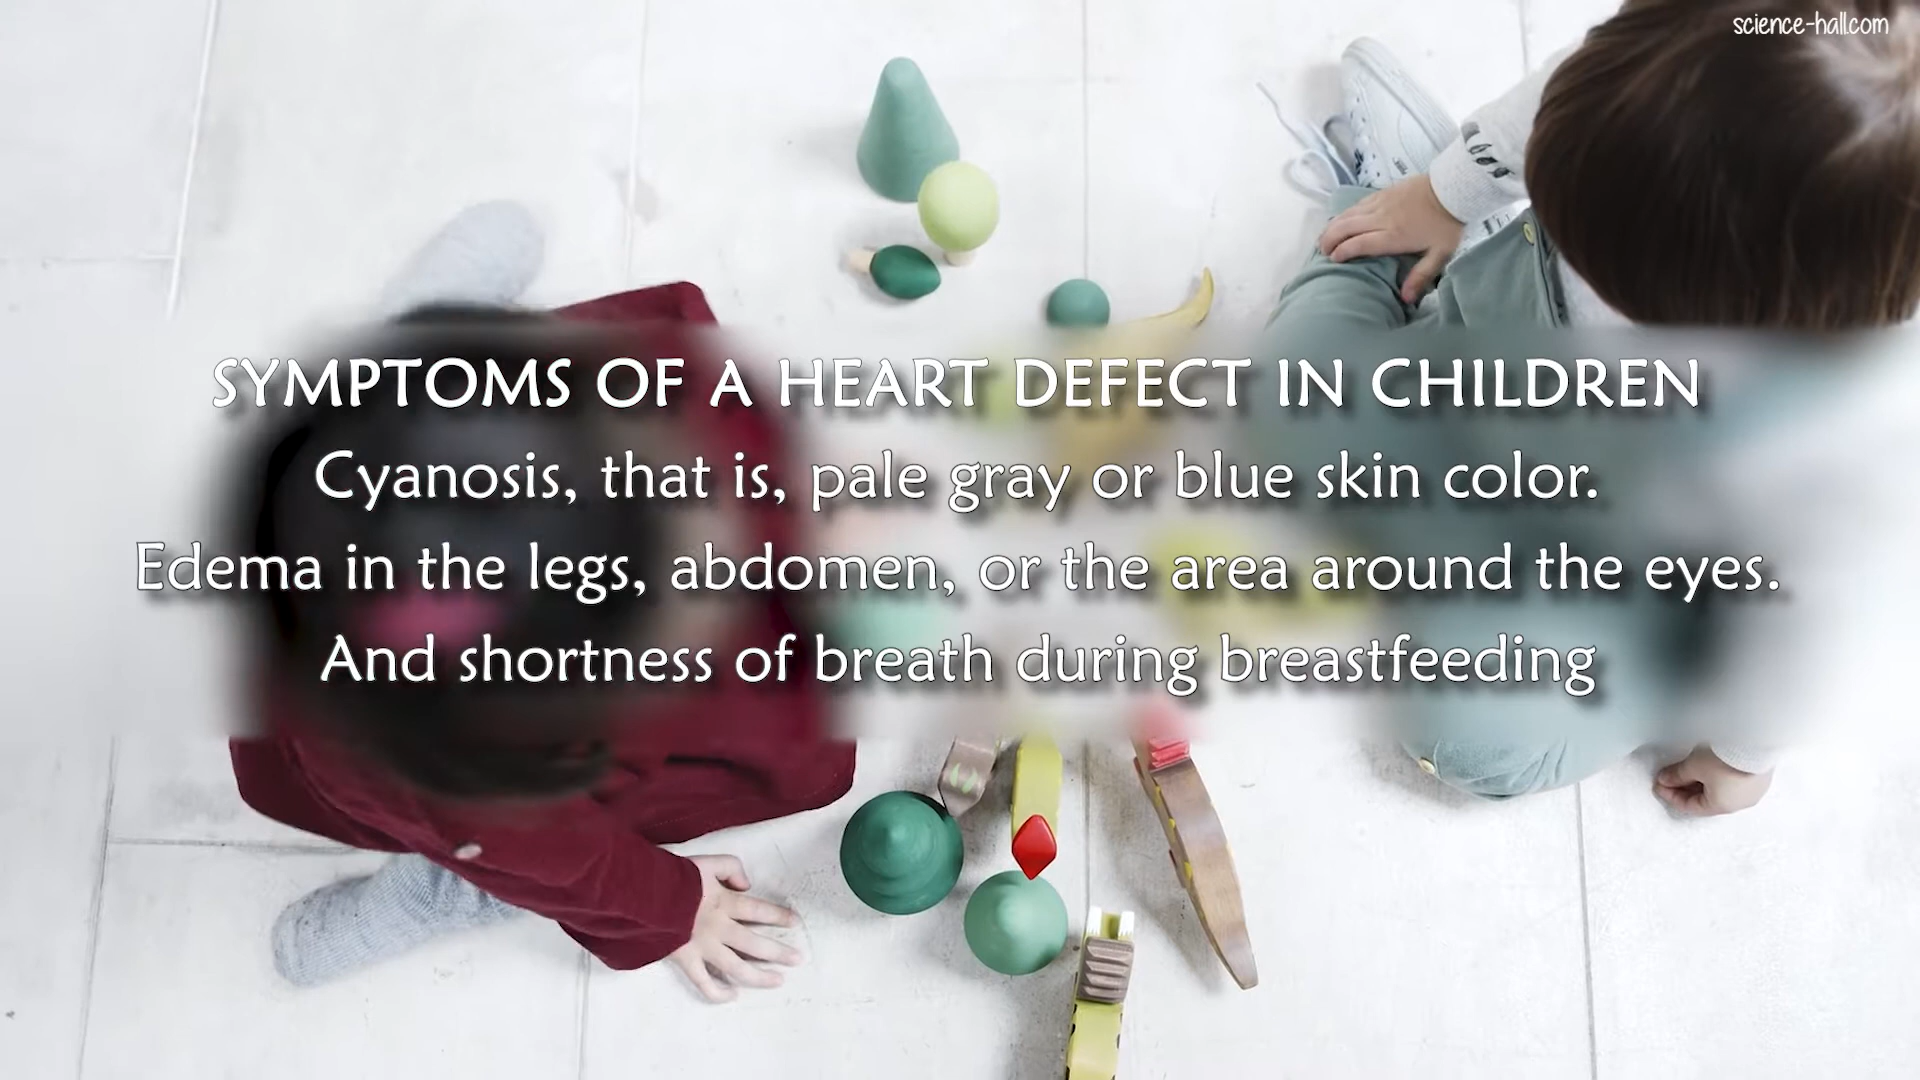 science-hall.com
SYMPTOMS OF A HEART DEFECT IN CHILDREN
Cyanosis, that is, pale gray or blue skin color.
Edema in the legs, abdomen, or the area around the eyes.
And shortness of breath during breastfeeding